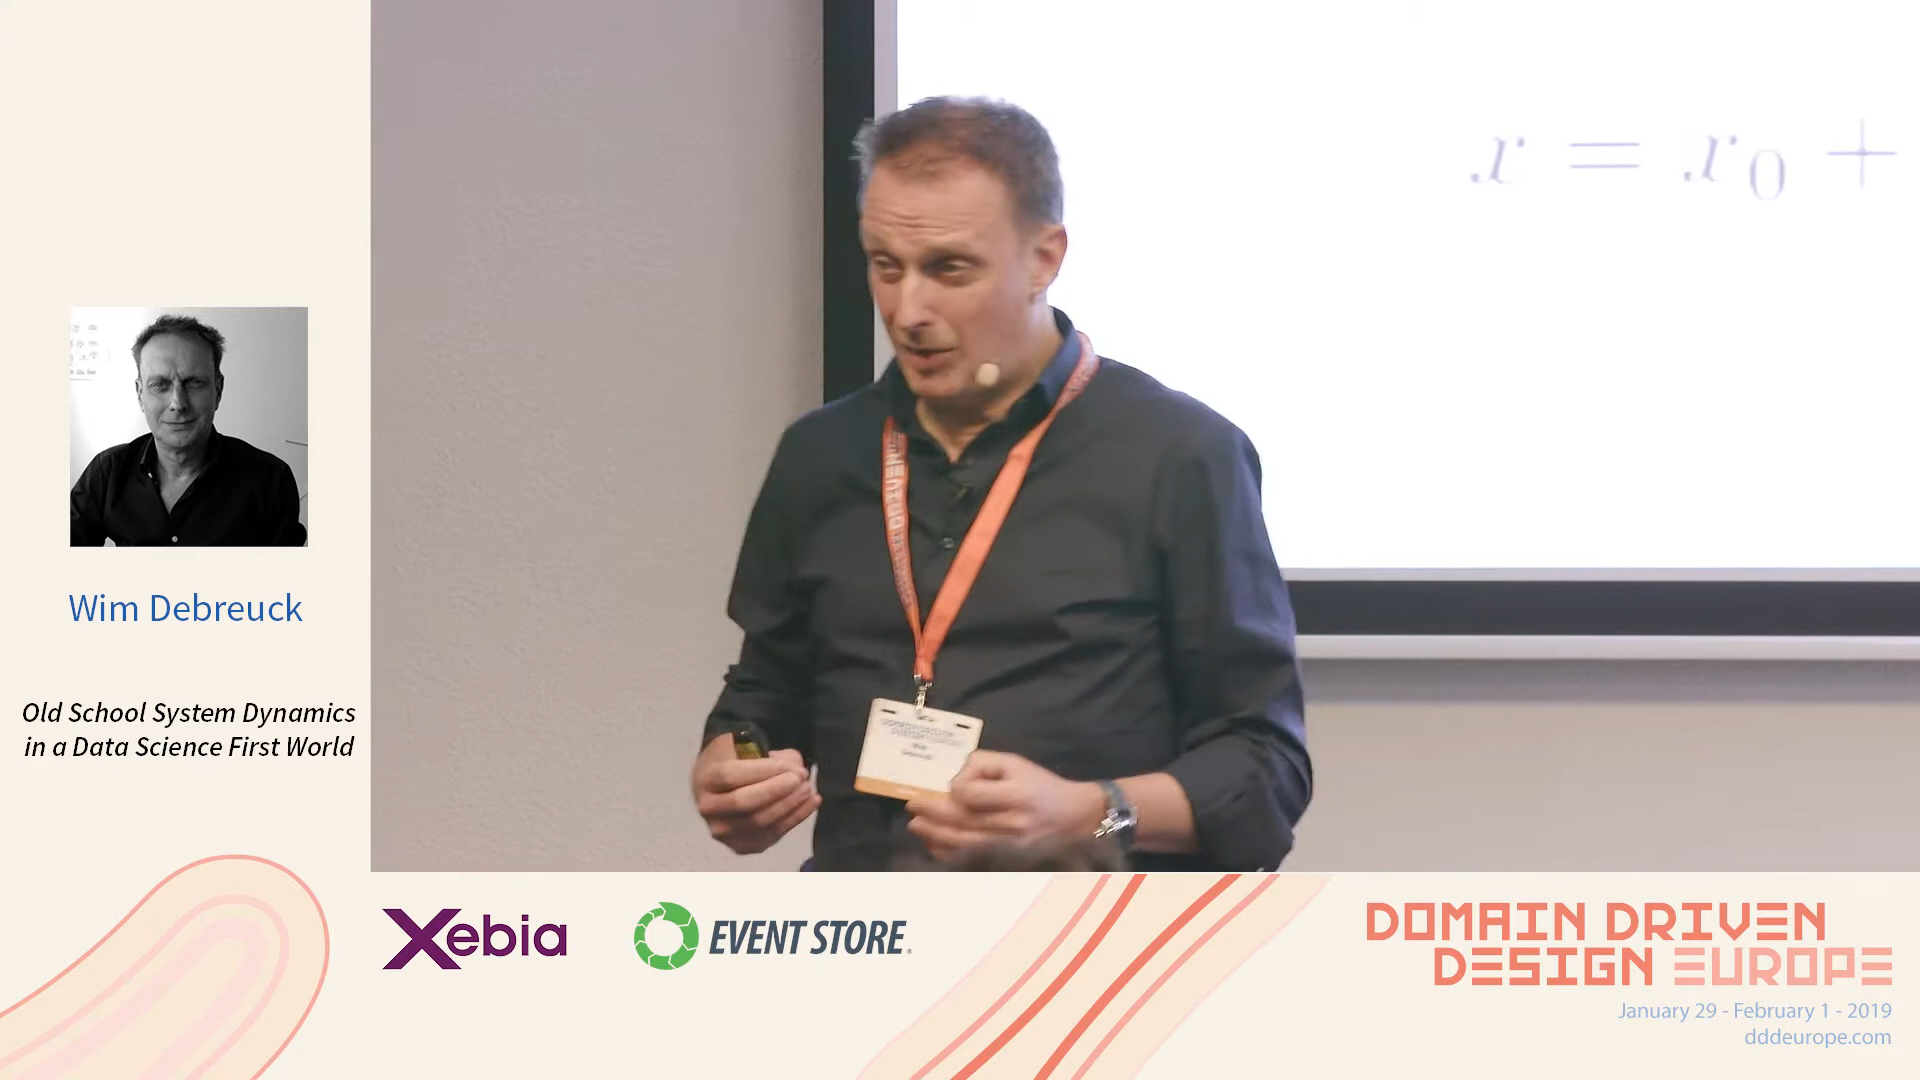 x = x0 +
DRIVEN
Wim Debreuck
Old School System Dynamics
in a Data Science First World
Xebia
EVENT STORE
DOMAIN DRIVEN
DESIGN EUROPE
January 29 - February 1 - 2019
dddeurope.com